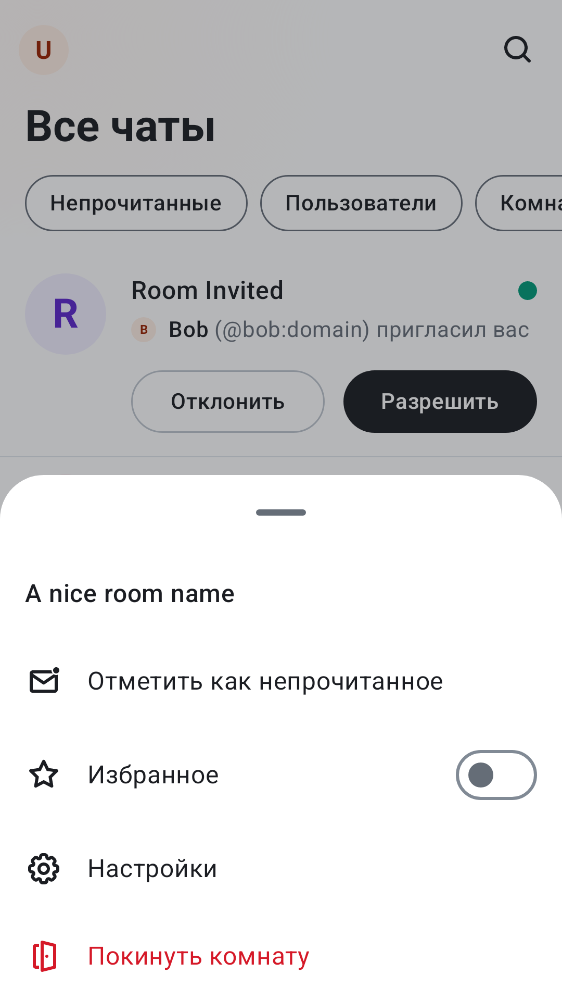 U
Все чаты
Непрочитанные
Пользователи
R
Room Invited
B Bob (@bob:domain) пригласил вас
Отклонить
Разрешить
A nice room name
Отметить как непрочитанное
Избранное
Настройки
Покинуть комнату